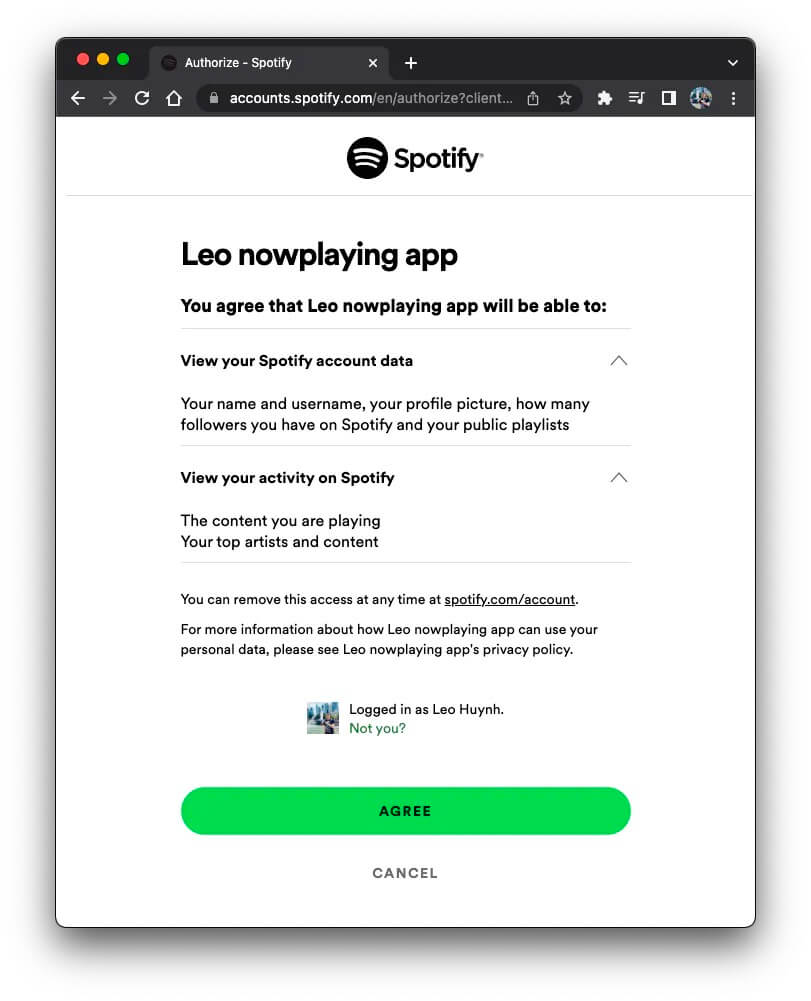 Authorize - Spotify
accounts.spotify.com/en/authorize?client...
Spotify®
Leo nowplaying app
You agree that Leo nowplaying app will be able to:
View your Spotify account data
Your name and username, your profile picture, how many
followers you have on Spotify and your public playlists
View your activity on Spotify
The content you are playing
Your top artists and content
You can remove this access at any time at spotify.com/account.
For more information about how Leo nowplaying app can use your
personal data, please see Leo nowplaying app's privacy policy.
Logged in as Leo Huynh.
Not you?
AGREE
CANCEL